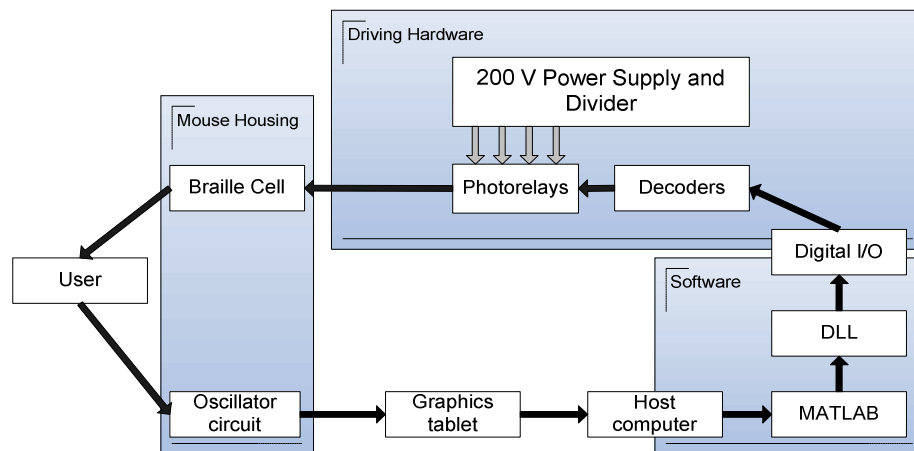 Driving Hardware
200 V Power Supply and
Divider
Mouse Housing
Braille Cell
Photorelays
Decoders
User
Digital I/O
Software
DLL
Oscillator
circuit
Graphics
tablet
Host
computer
MATLAB